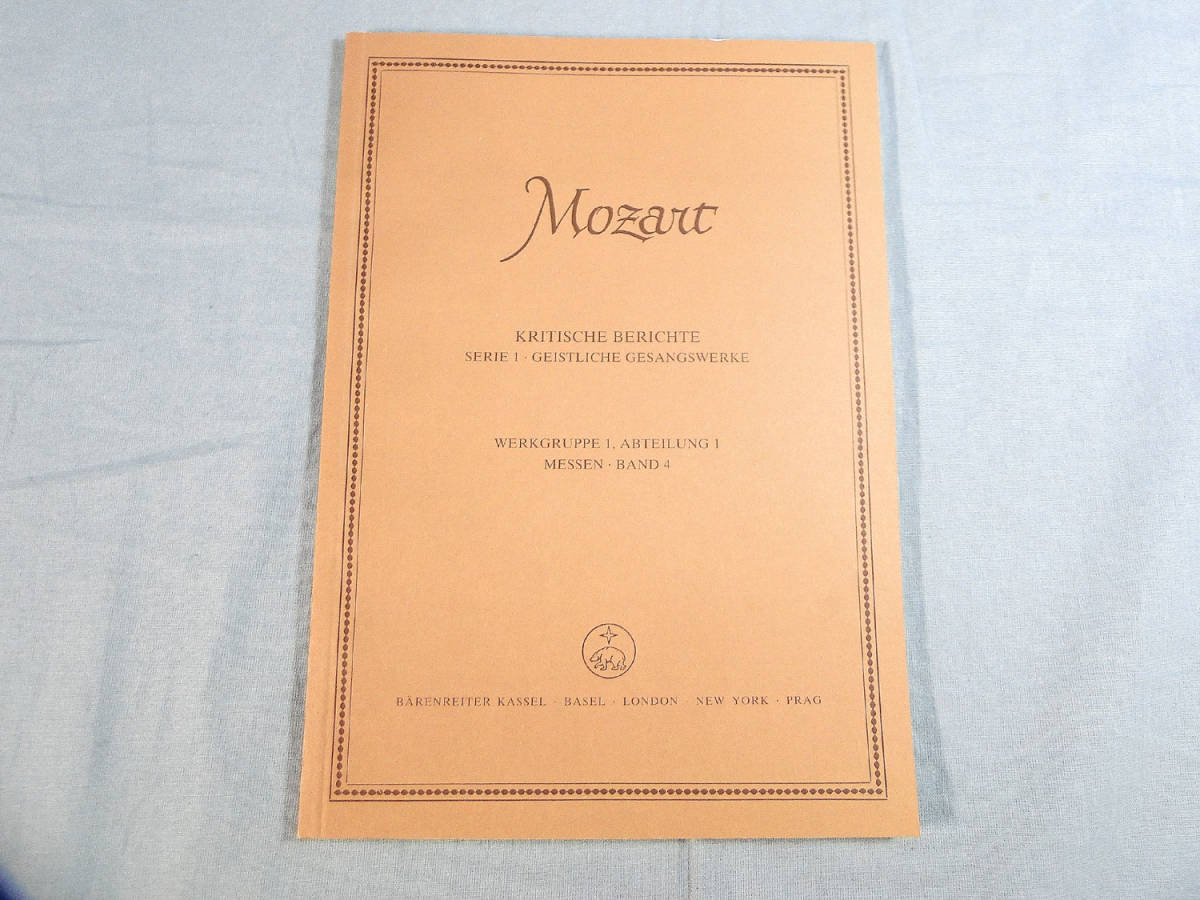 Mozart
KRITISCHE BERICHTE
SERIE 1 · GEISTLICHE GESANGSWERKE
WERKGRUPPE 1, ABTEILUNG 1
MESSEN · BAND 4
BÄRENREITER KASSEL · BASEL · LONDON · NEW YORK · PRAG